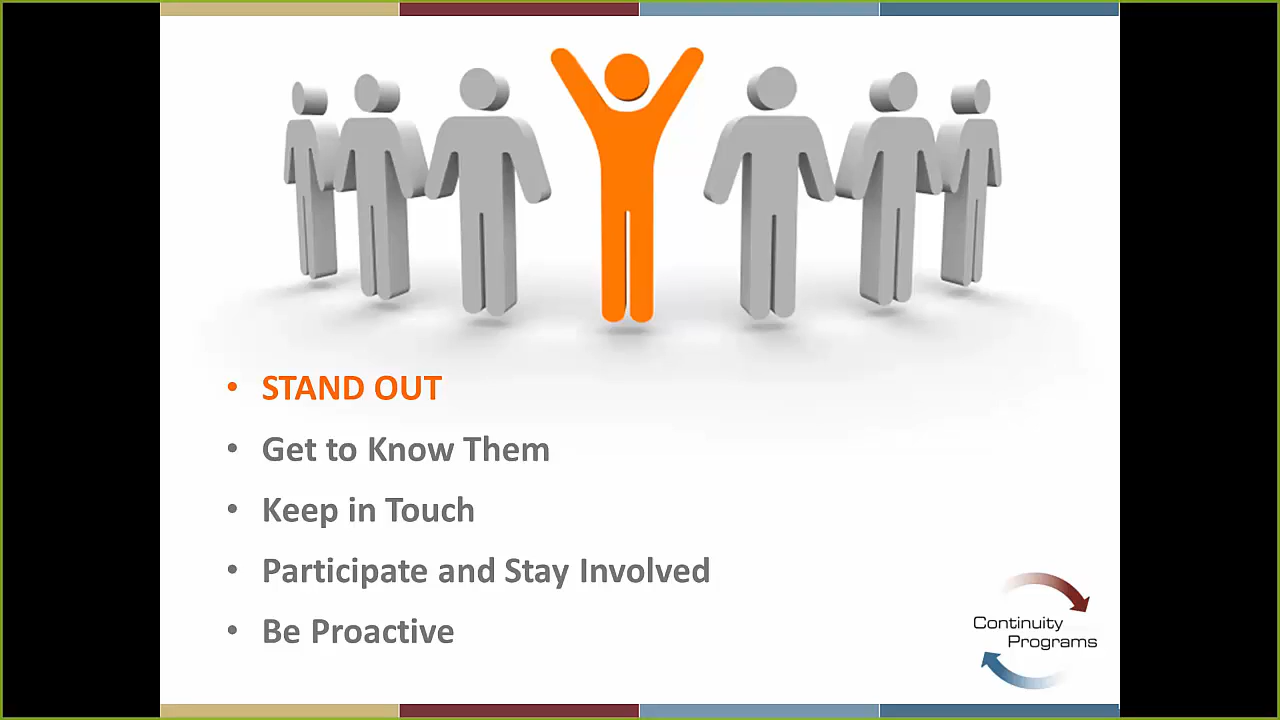 • STAND OUT
• Get to Know Them
• Keep in Touch
• Participate and Stay Involved
• Be Proactive
Continuity
Programs